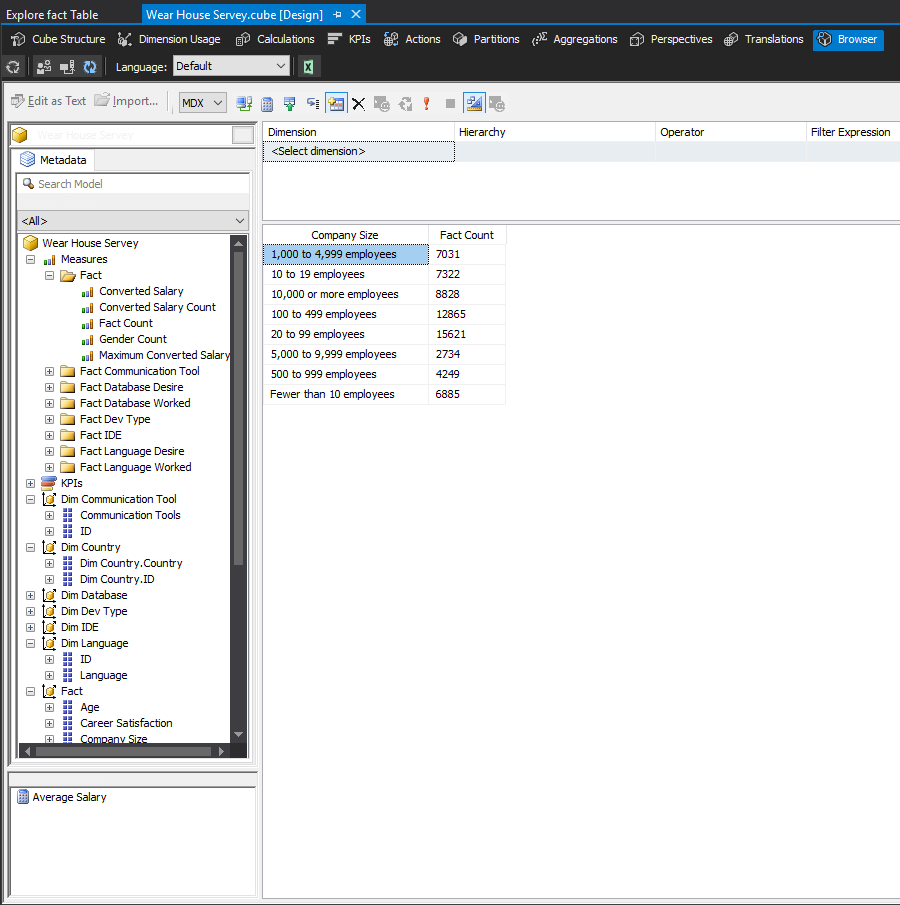 Explore fact Table
Wear House Servey.cube [Design]
Cube Structure
Dimension Usage
Calculations
KPIs
Actions
Partitions
Aggregations
Perspectives
Translations
Browser
Language:
Default
Edit as Text
Import...
MDX
Wear House Servey
Metadata
Search Model
<All>
Wear House Servey
Measures
Fact
Converted Salary
Converted Salary Count
Fact Count
Gender Count
Maximum Converted Salary
Fact Communication Tool
Fact Database Desire
Fact Database Worked
Fact Dev Type
Fact IDE
Fact Language Desire
Fact Language Worked
KPIs
Dim Communication Tool
Communication Tools
ID
Dim Country
Dim Country.Country
Dim Country.ID
Dim Database
Dim Dev Type
Dim IDE
Dim Language
ID
Language
Fact
Age
Career Satisfaction
Company Size
Average Salary
Dimension Hierarchy Operator Filter Expression
<Select dimension>
Company Size Fact Count
1,000 to 4,999 employees 7031
10 to 19 employees 7322
10,000 or more employees 8828
100 to 499 employees 12865
20 to 99 employees 15621
5,000 to 9,999 employees 2734
500 to 999 employees 4249
Fewer than 10 employees 6885